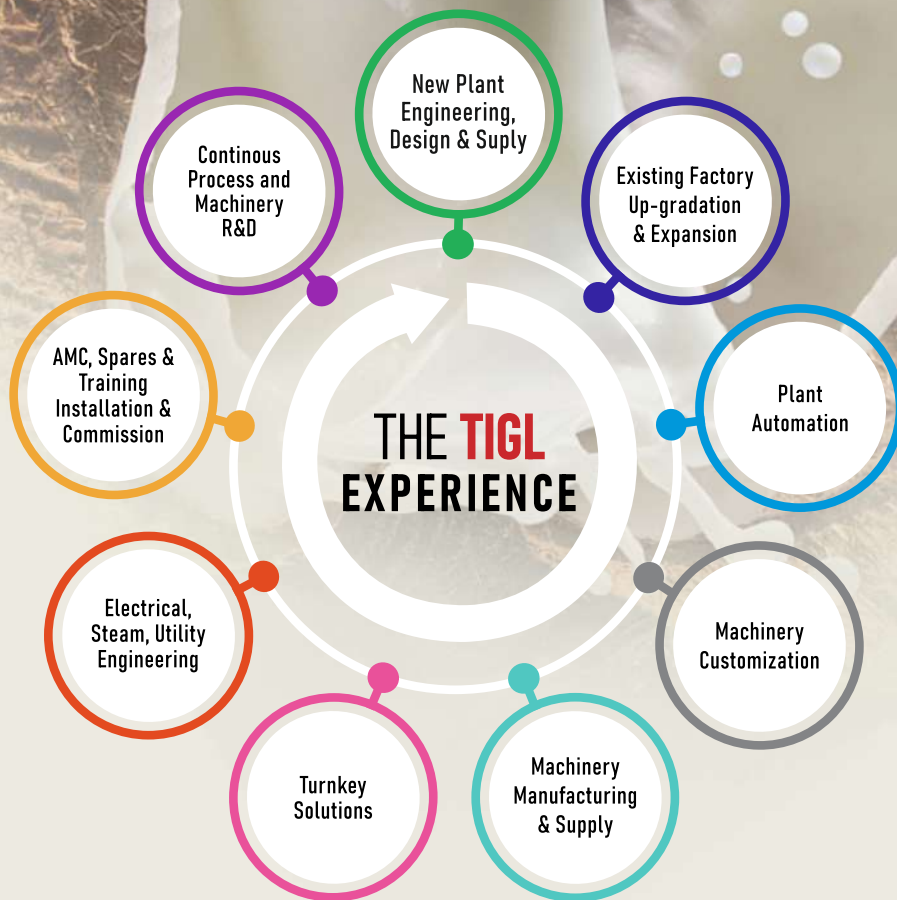 New Plant
Engineering,
Design & Suply
Existing Factory
Up-gradation
& Expansion
Plant
Automation
Machinery
Customization
Machinery
Manufacturing
& Supply
Turnkey
Solutions
Electrical,
Steam, Utility
Engineering
AMC, Spares &
Training
Installation &
Commission
Continous
Process and
Machinery
R&D
THE TIGL
EXPERIENCE